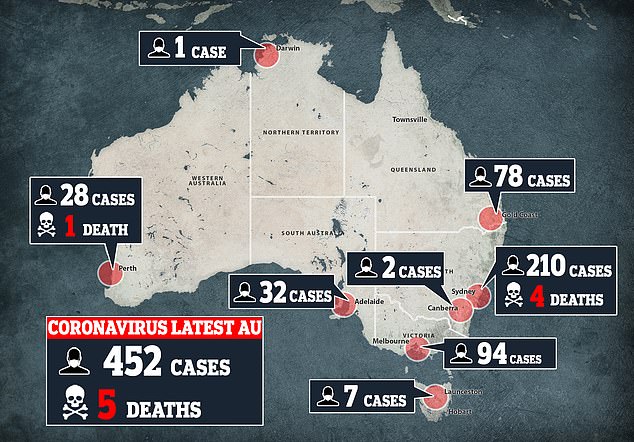 1 CASE
Darwin
Townsville
NORTHERN TERRITORY
QUEENSLAND
WESTERN
AUSTRALIA
78 CASES
28 CASES
1 DEATH
Gold Coast
SOUTH AUSTRALIA
Perth
2 CASES
TH
210 CASES
4 DEATHS
Sydney
32 CASES
Adelaide
Canberra
CORONAVIRUS LATEST AU
452 CASES
5 DEATHS
VICTORIA
Melbourne
94 CASES
7 CASES
Launceston
Hobart